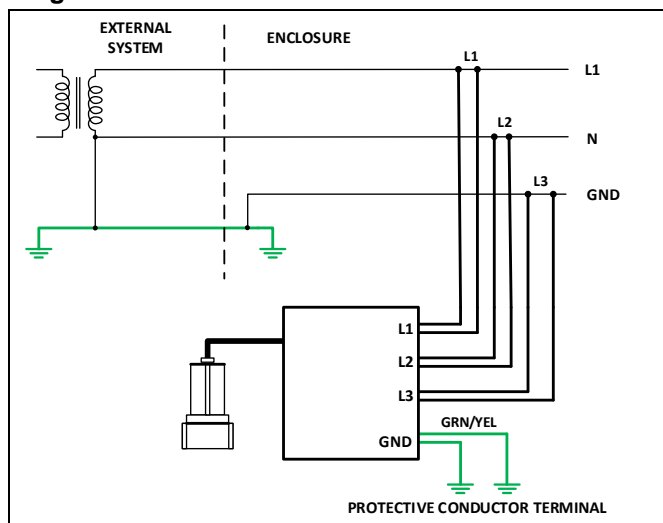 EXTERNAL
SYSTEM
ENCLOSURE
L1
L1
L2
N
L3
GND
L1
L2
L3
GRN/YEL
GND
PROTECTIVE CONDUCTOR TERMINAL